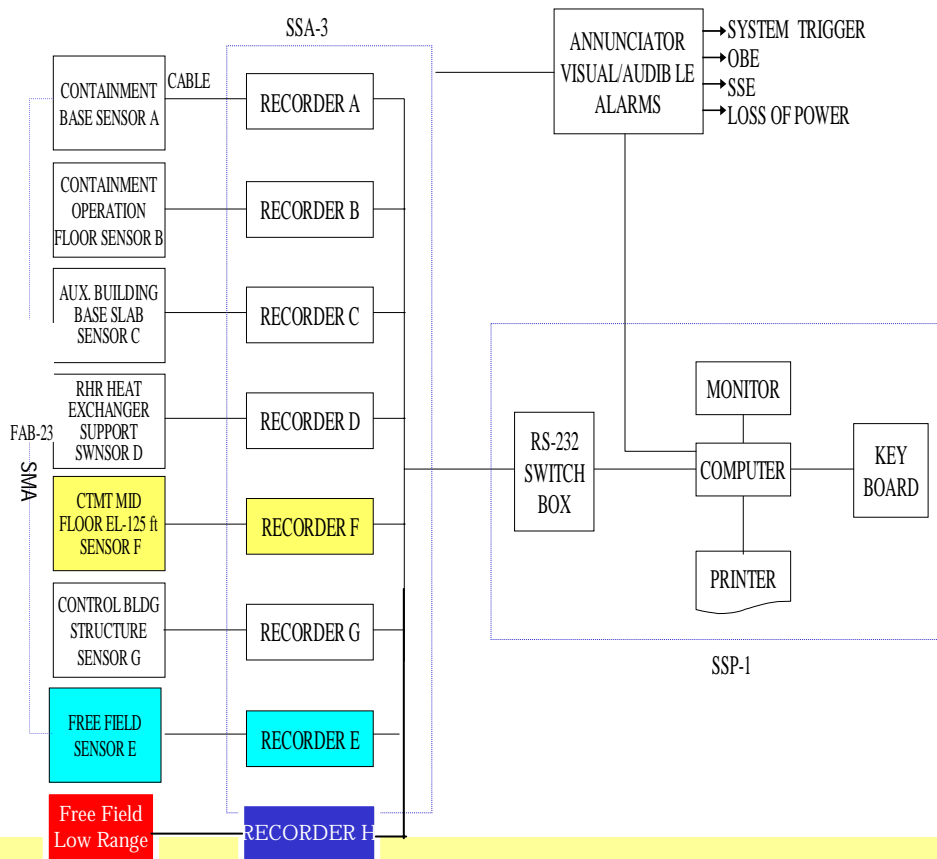 SSA-3
CONTAINMENT
BASE SENSOR A
CABLE
RECORDER A
CONTAINMENT
OPERATION
FLOOR SENSOR B
RECORDER B
AUX. BUILDING
BASE SLAB
SENSOR C
RECORDER C
RHR HEAT
EXCHANGER
SUPPORT
SWNSOR D
RECORDER D
FAB-23
SMA
CTMT MID
FLOOR EL-125 ft
SENSOR F
RECORDER F
CONTROL BLDG
STRUCTURE
SENSOR G
RECORDER G
FREE FIELD
SENSOR E
RECORDER E
Free Field
Low Range
RECORDER H
ANNUNCIATOR
VISUAL/AUDIB LE
ALARMS
SYSTEM TRIGGER
OBE
SSE
LOSS OF POWER
RS-232
SWITCH
BOX
MONITOR
COMPUTER
KEY
BOARD
PRINTER
SSP-1